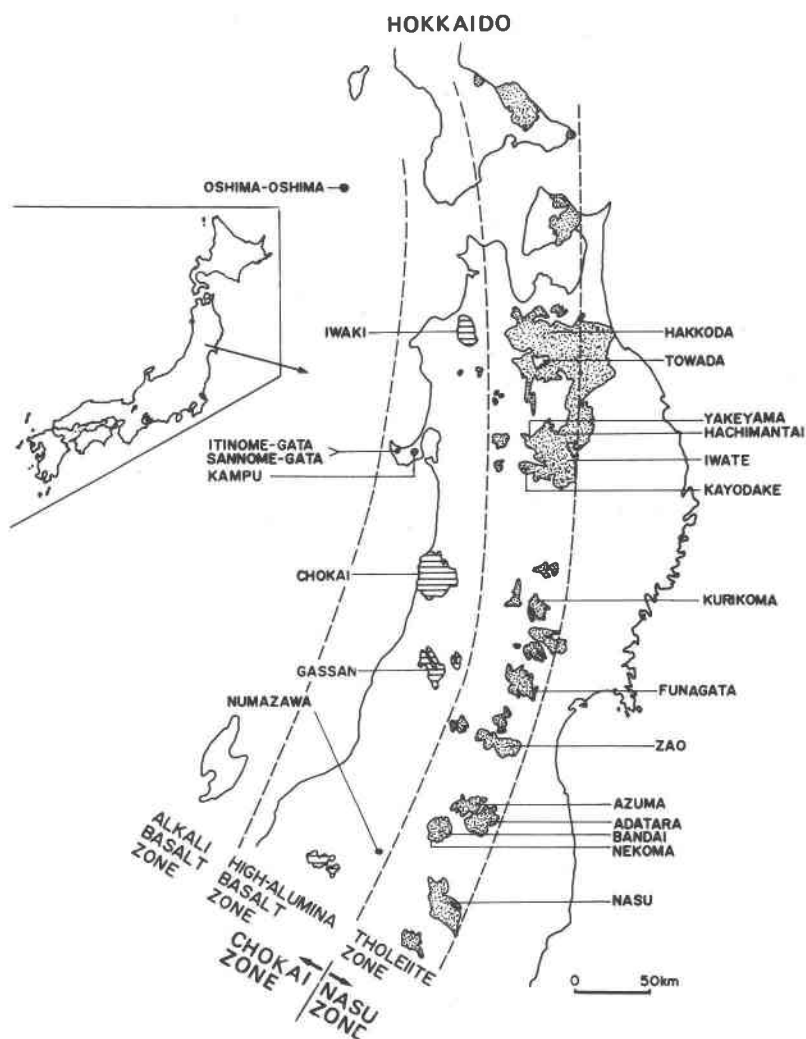 HOKKAIDO
OSHIMA-OSHIMA
IWAKI
HAKKODA
TOWADA
YAKEYAMA
HACHIMANTAI
ITINOME-GATA
SANNOME-GATA
KAMPU
IWATE
KAYODAKE
CHOKAI
KURIKOMA
GASSAN
FUNAGATA
NUMAZAWA
ZAO
AZUMA
ADATARA
BANDAI
NEKOMA
NASU
ALKALI
BASALT
ZONE
HIGH-ALUMINA
BASALT
ZONE
THOLEIITE
ZONE
CHOKAI
ZONE
NASU
ZONE
0 50km